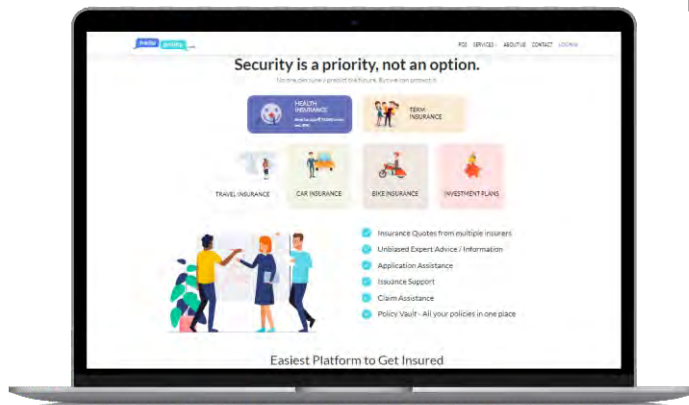 POS SERVICES ABOUT US CONTACT
Security is a priority, not an option.
HEALTH
INSURANCE
TERM
INSURANCE
TRAVEL INSURANCE
CAR INSURANCE
BIKE INSURANCE
INVESTMENT PLANS
Insurance Quotes from multiple insurers
Unbiased Expert Advice / Information
Application Assistance
Issuance Support
Claim Assistance
Policy Vault - All your policies in one place
Easiest Platform to Get Insured